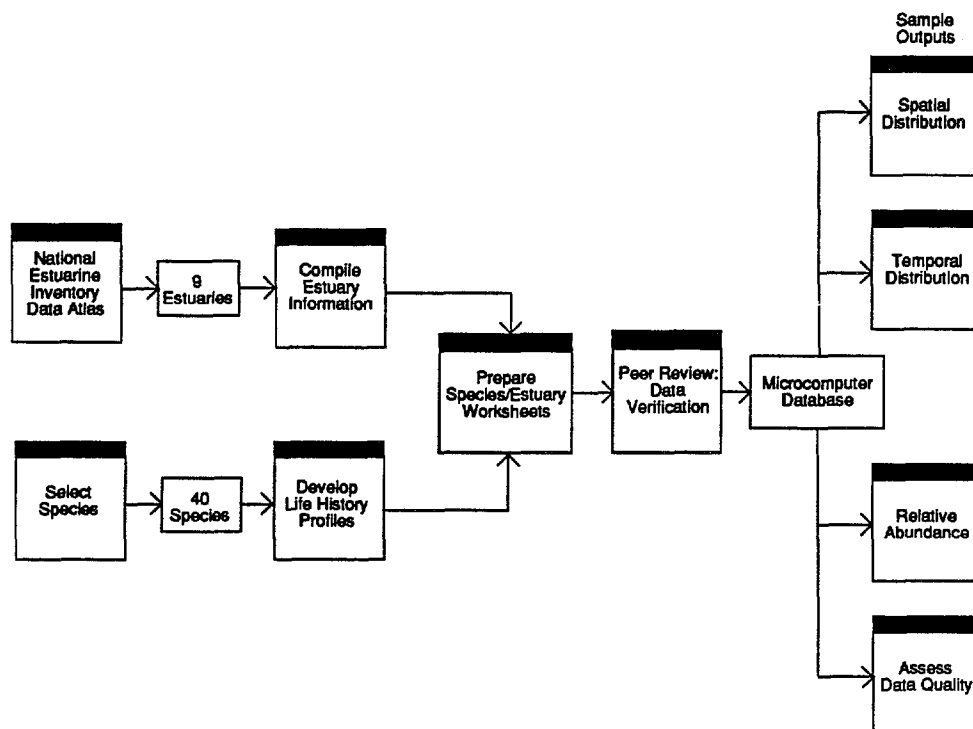 Sample
Outputs
Spatial
Distribution
National
Estuarine
Inventory
Data Atlas
9
Estuaries
Compile
Estuary
Information
Temporal
Distribution
Prepare
Species/Estuary
Worksheets
Peer Review:
Data
Verification
Microcomputer
Database
Select
Species
40
Species
Develop
Life History
Profiles
Relative
Abundance
Assess
Data Quality